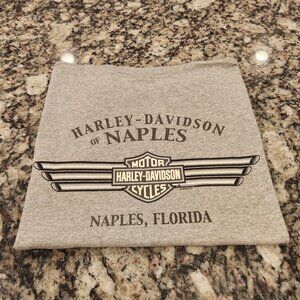 HARLEY-DAVIDSON
OF NAPLES
MOTOR
HARLEY-DAVIDSON
CYCLES
NAPLES, FLORIDA